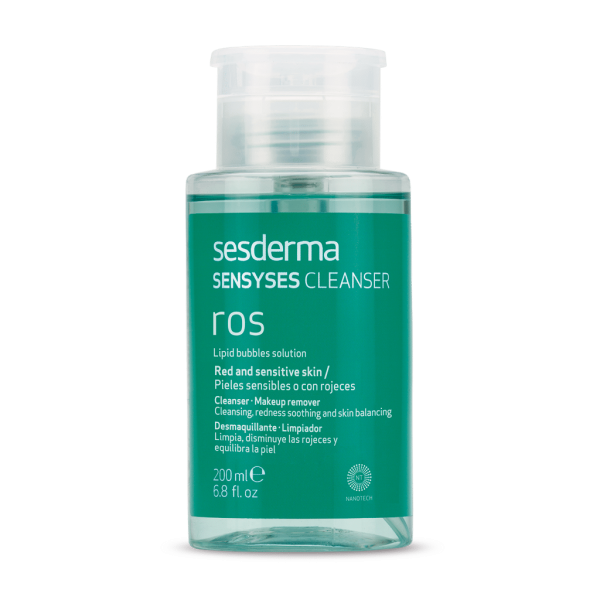 sesderma
SENSYSES CLEANSER
ros
Lipid bubbles solution
Red and sensitive skin /
Pieles sensibles o con rojeces
Cleanser · Makeup remover
Cleansing, redness soothing and skin balancing
Desmaquillante · Limpiador
Limpia, disminuye las rojeces y
equilibra la piel
200 ml ℮
6.8 fl. oz
NT
NANOTECH